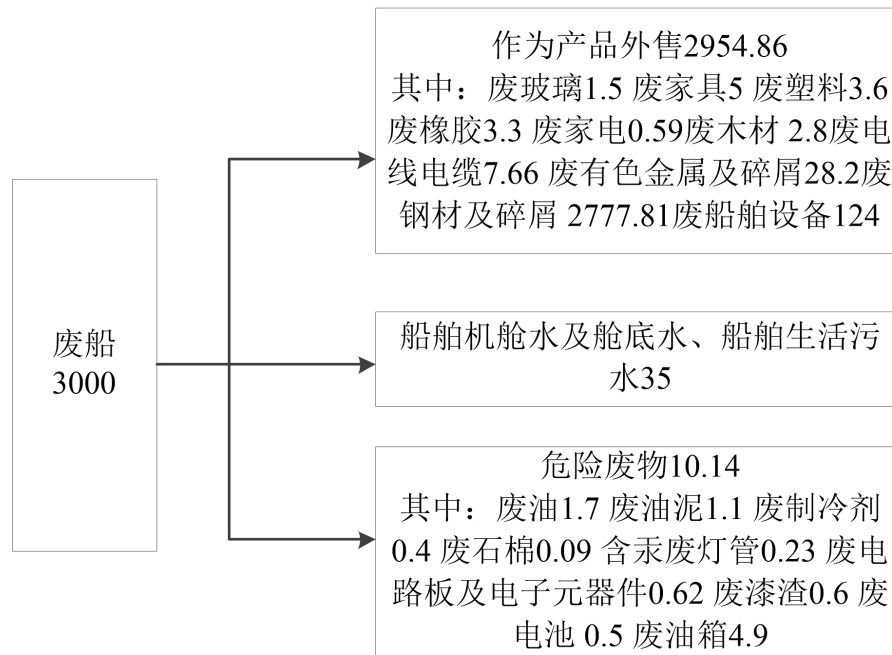 作为产品外售2954.86
其中：废玻璃1.5 废家具5 废塑料3.6
废橡胶3.3 废家电0.59废木材 2.8废电
线电缆7.66 废有色金属及碎屑28.2废
钢材及碎屑 2777.81废船舶设备124
废船
3000
船舶机舱水及舱底水、船舶生活污
水35
危险废物10.14
其中：废油1.7 废油泥1.1 废制冷剂
0.4 废石棉0.09 含汞废灯管0.23 废电
路板及电子元器件0.62 废漆渣0.6 废
电池 0.5 废油箱4.9